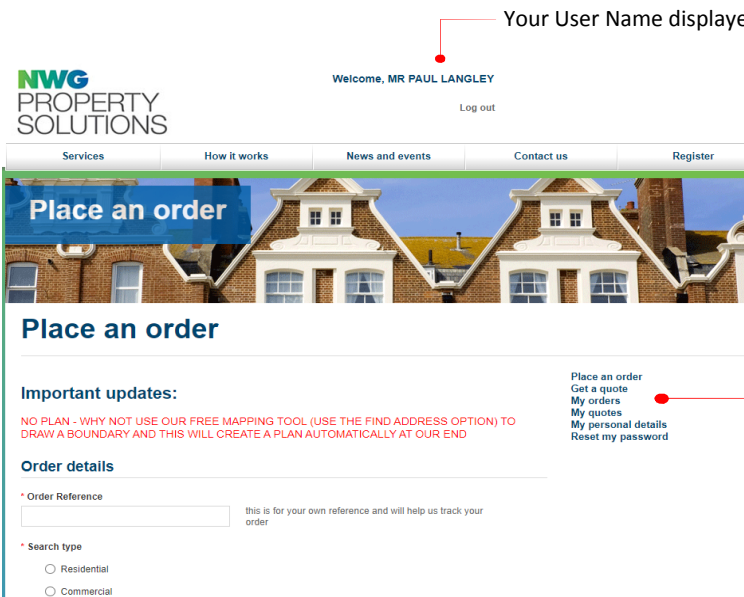 Your User Name displaye
Welcome, MR PAUL LANGLEY
Log out
NWG
PROPERTY
SOLUTIONS
Services How it works News and events Contact us Register
Place an order
Place an order
Important updates:
NO PLAN - WHY NOT USE OUR FREE MAPPING TOOL (USE THE FIND ADDRESS OPTION) TO
DRAW A BOUNDARY AND THIS WILL CREATE A PLAN AUTOMATICALLY AT OUR END
Place an order
Get a quote
My orders
My quotes
My personal details
Reset my password
Order details
* Order Reference
this is for your own reference and will help us track your
order
* Search type
Residential
Commercial